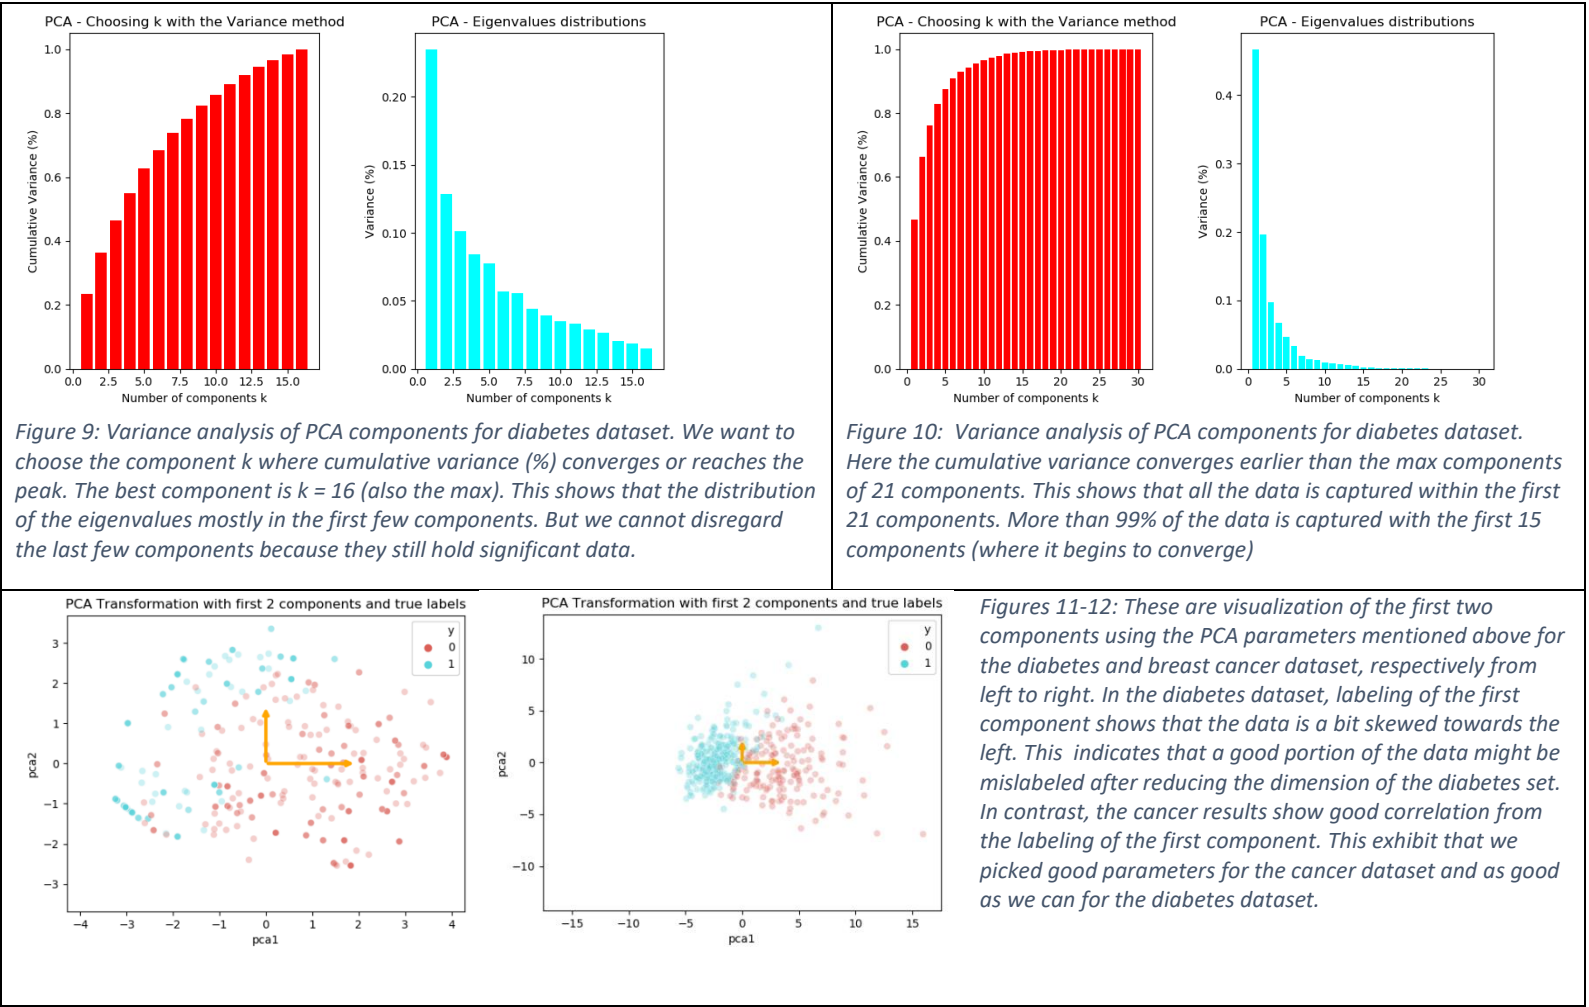 PCA - Choosing k with the Variance method
Cumulative Variance (%)
1.0
0.8
0.6
0.4
0.2
0.0
0.0 2.5 5.0 7.5 10.0 12.5 15.0
Number of components k
PCA - Eigenvalues distributions
Variance (%)
0.20
0.15
0.10
0.05
0.00
0.0 2.5 5.0 7.5 10.0 12.5 15.0
Number of components k
Figure 9: Variance analysis of PCA components for diabetes dataset. We want to
choose the component k where cumulative variance (%) converges or reaches the
peak. The best component is k = 16 (also the max). This shows that the distribution
of the eigenvalues mostly in the first few components. But we cannot disregard
the last few components because they still hold significant data.
PCA - Choosing k with the Variance method
Cumulative Variance (%)
1.0
0.8
0.6
0.4
0.2
0.0
0 5 10 15 20 25 30
Number of components k
PCA - Eigenvalues distributions
Variance (%)
0.4
0.3
0.2
0.1
0.0
0 5 10 15 20 25 30
Number of components k
Figure 10:  Variance analysis of PCA components for diabetes dataset.
Here the cumulative variance converges earlier than the max components
of 21 components. This shows that all the data is captured within the first
21 components. More than 99% of the data is captured with the first 15
components (where it begins to converge)
PCA Transformation with first 2 components and true labels
y
0
1
pca2
3
2
1
0
−1
−2
−3
−4 −3 −2 −1 0 1 2 3 4
pca1
PCA Transformation with first 2 components and true labels
y
0
1
pca2
10
5
0
−5
−10
−15 −10 −5 0 5 10 15
pca1
Figures 11-12: These are visualization of the first two
components using the PCA parameters mentioned above for
the diabetes and breast cancer dataset, respectively from
left to right. In the diabetes dataset, labeling of the first
component shows that the data is a bit skewed towards the
left. This  indicates that a good portion of the data might be
mislabeled after reducing the dimension of the diabetes set.
In contrast, the cancer results show good correlation from
the labeling of the first component. This exhibit that we
picked good parameters for the cancer dataset and as good
as we can for the diabetes dataset.